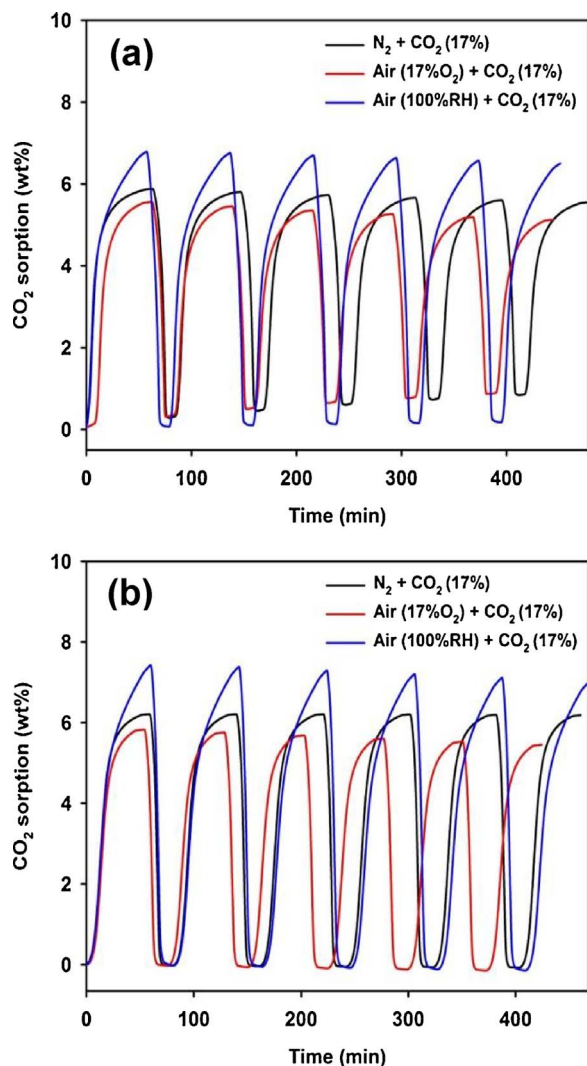 (a)
N₂ + CO₂ (17%)
Air (17%O₂) + CO₂ (17%)
Air (100%RH) + CO₂ (17%)
CO₂ sorption (wt%)
10
8
6
4
2
0
0 100 200 300 400
Time (min)
(b)
N₂ + CO₂ (17%)
Air (17%O₂) + CO₂ (17%)
Air (100%RH) + CO₂ (17%)
CO₂ sorption (wt%)
10
8
6
4
2
0
0 100 200 300 400
Time (min)